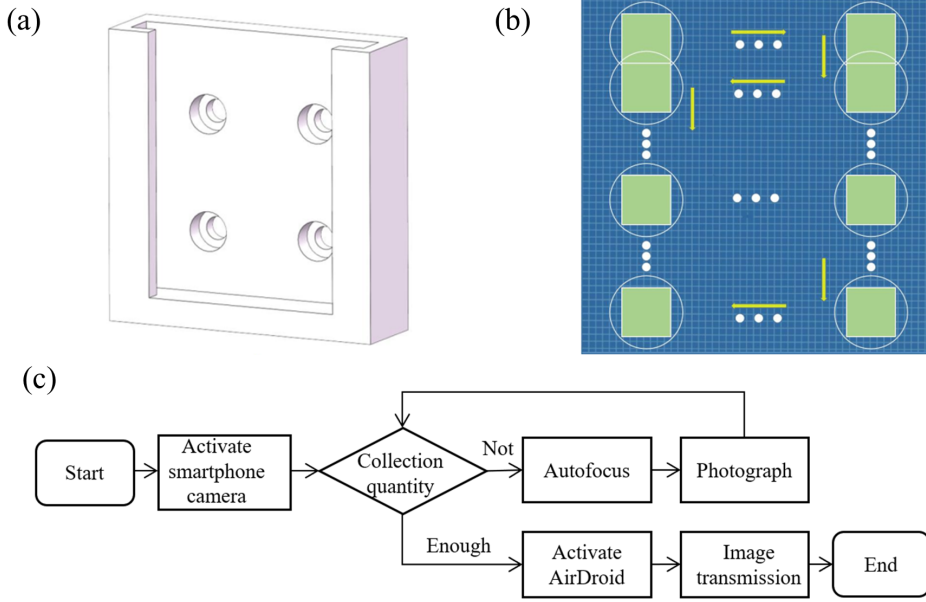 (a)
(b)
(c)
Start
Activate
smartphone
camera
Collection
quantity
Not
Autofocus
Photograph
Enough
Activate
AirDroid
Image
transmission
End